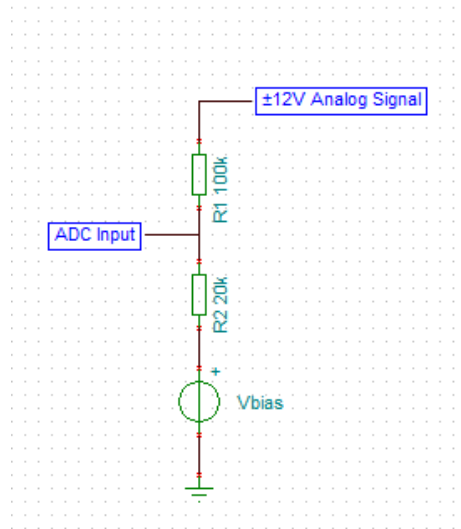 ±12V Analog Signal
R1 100k
ADC Input
R2 20k
+
Vbias